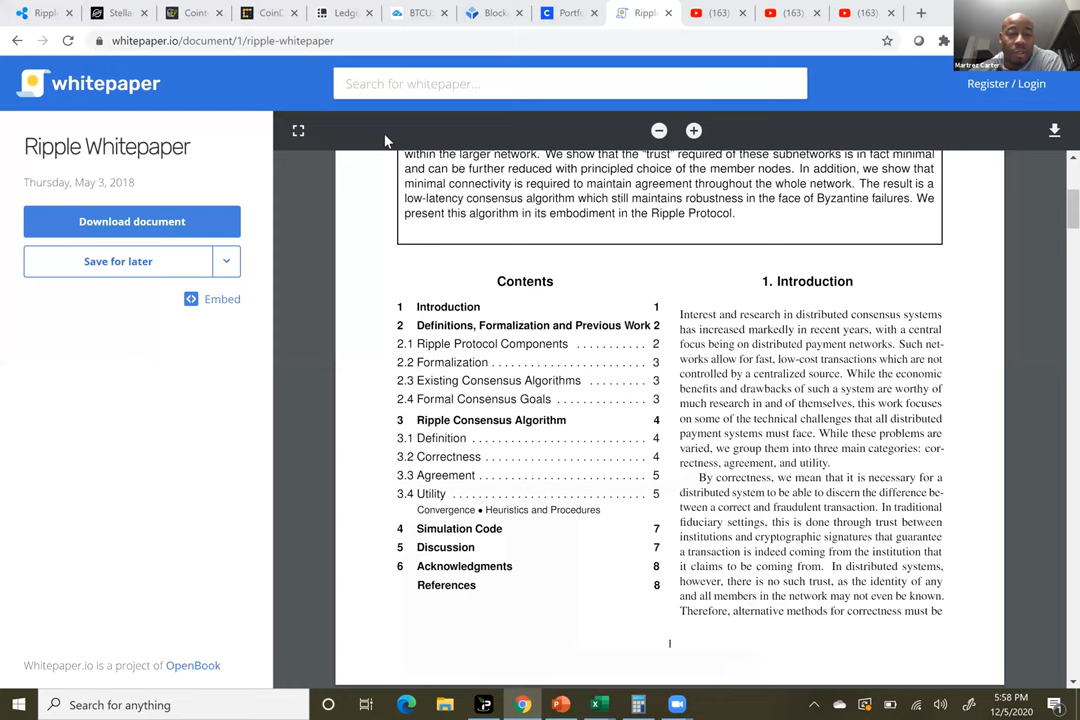 Ripple
Stella
Cointe
CoinD
Ledge
BTCU
Block
Portfo
Ripple
(163)
(163)
(163)
whitepaper.io/document/1/ripple-whitepaper
Martrez Carter
whitepaper
Search for whitepaper...
Register / Login
Ripple Whitepaper
Thursday, May 3, 2018
Download document
Save for later
Embed
within the larger network. We show that the “trust” required of these subnetworks is in fact minimal
and can be further reduced with principled choice of the member nodes. In addition, we show that
minimal connectivity is required to maintain agreement throughout the whole network. The result is a
low-latency consensus algorithm which still maintains robustness in the face of Byzantine failures. We
present this algorithm in its embodiment in the Ripple Protocol.
Contents
1 Introduction 1
2 Definitions, Formalization and Previous Work 2
2.1 Ripple Protocol Components . . . . . . . . . . . 2
2.2 Formalization . . . . . . . . . . . . . . . . . . . . . . . . 3
2.3 Existing Consensus Algorithms . . . . . . . . . 3
2.4 Formal Consensus Goals . . . . . . . . . . . . . . 3
3 Ripple Consensus Algorithm 4
3.1 Definition . . . . . . . . . . . . . . . . . . . . . . . . . . . 4
3.2 Correctness . . . . . . . . . . . . . . . . . . . . . . . . . 4
3.3 Agreement . . . . . . . . . . . . . . . . . . . . . . . . . . 5
3.4 Utility . . . . . . . . . . . . . . . . . . . . . . . . . . . . . . 5
Convergence • Heuristics and Procedures
4 Simulation Code 7
5 Discussion 7
6 Acknowledgments 8
References 8
1. Introduction
Interest and research in distributed consensus systems
has increased markedly in recent years, with a central
focus being on distributed payment networks. Such net-
works allow for fast, low-cost transactions which are not
controlled by a centralized source. While the economic
benefits and drawbacks of such a system are worthy of
much research in and of themselves, this work focuses
on some of the technical challenges that all distributed
payment systems must face. While these problems are
varied, we group them into three main categories: cor-
rectness, agreement, and utility.
By correctness, we mean that it is necessary for a
distributed system to be able to discern the difference be-
tween a correct and fraudulent transaction. In traditional
fiduciary settings, this is done through trust between
institutions and cryptographic signatures that guarantee
a transaction is indeed coming from the institution that
it claims to be coming from. In distributed systems,
however, there is no such trust, as the identity of any
and all members in the network may not even be known.
Therefore, alternative methods for correctness must be
1
Whitepaper.io is a project of OpenBook
Search for anything
5:58 PM
12/5/2020